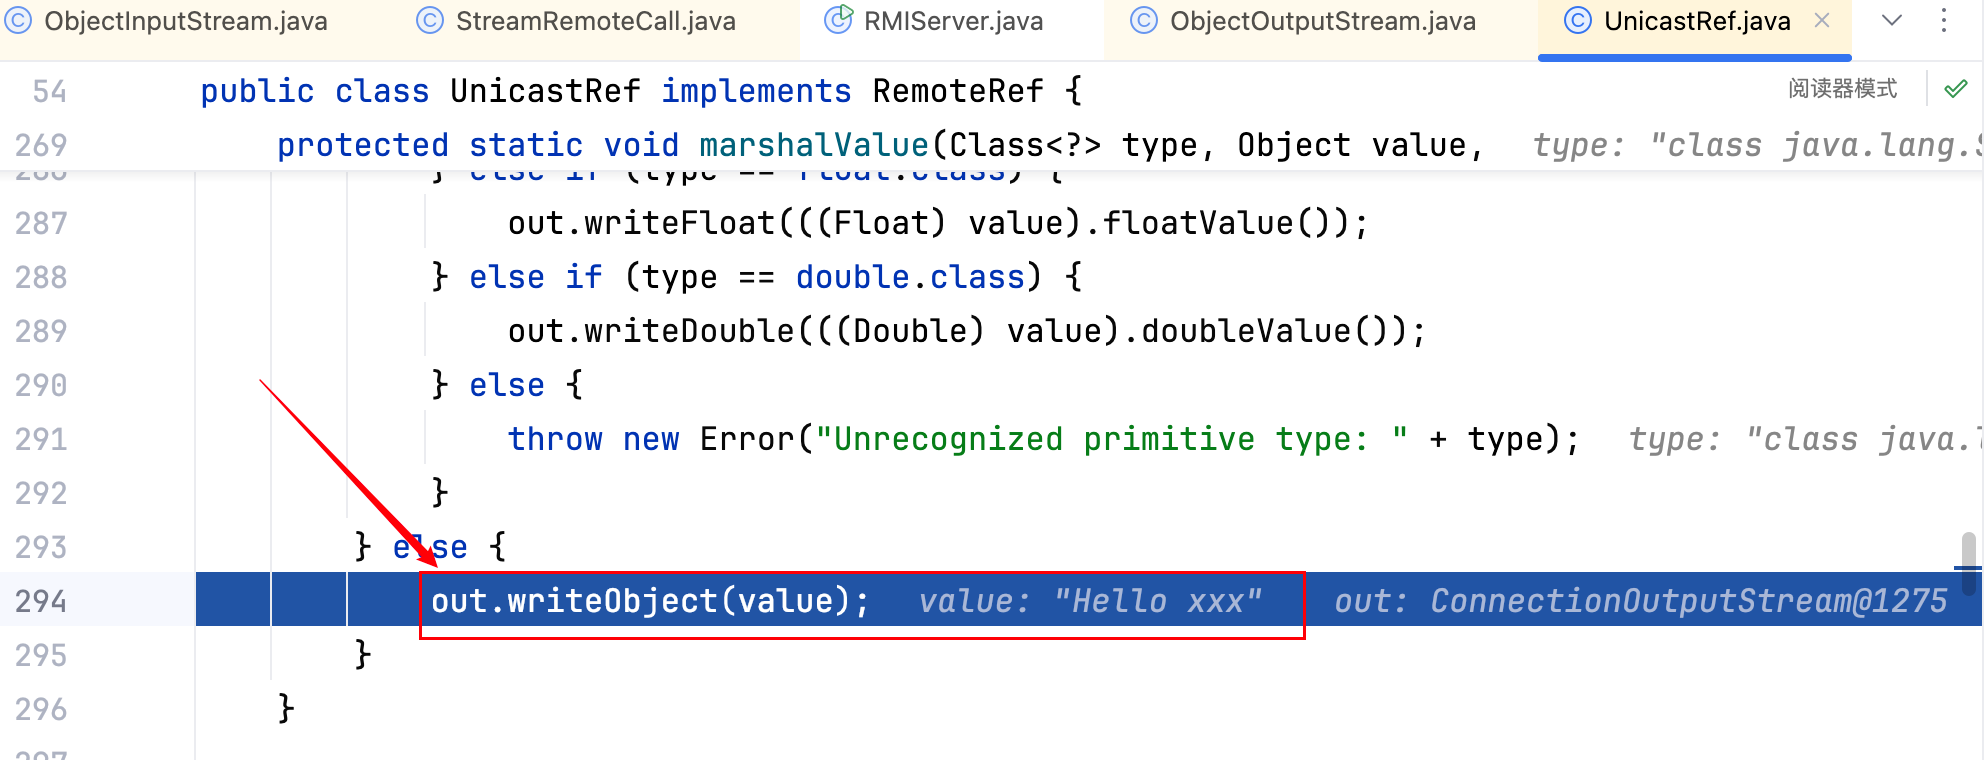 ObjectInputStream.java StreamRemoteCall.java RMIServer.java ObjectOutputStream.java UnicastRef.java
54 public class UnicastRef implements RemoteRef { 阅读器模式
269 protected static void marshalValue(Class<?> type, Object value, type: "class java.lang.S
286 } else if (type == float.class) {
287 out.writeFloat(((Float) value).floatValue());
288 } else if (type == double.class) {
289 out.writeDouble(((Double) value).doubleValue());
290 } else {
291 throw new Error("Unrecognized primitive type: " + type); type: "class java.l
292 }
293 } else {
294 out.writeObject(value); value: "Hello xxx" out: ConnectionOutputStream@1275
295 }
296 }
297